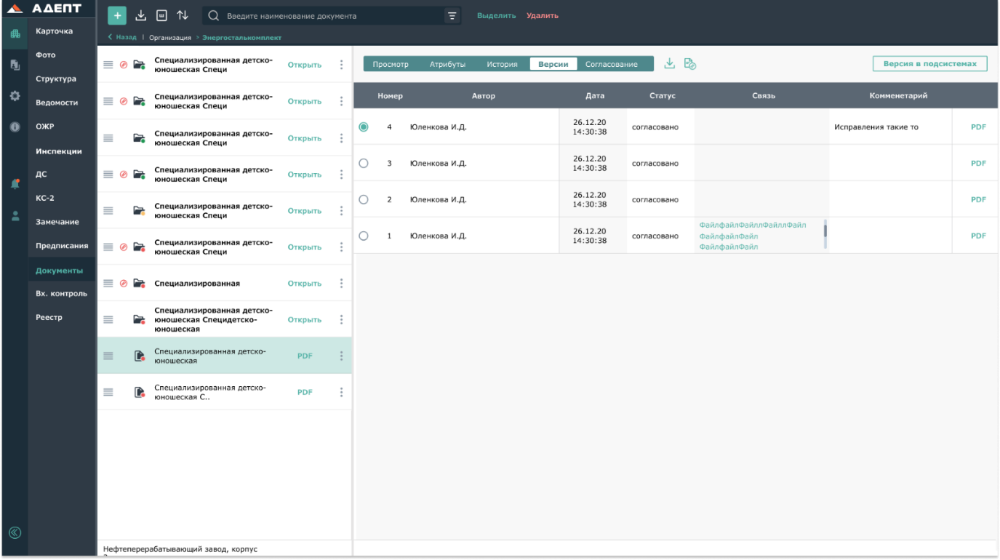 АДЕПТ
Карточка
Фото
Структура
Ведомости
ОЖР
Инспекции
ДС
КС-2
Замечание
Предписания
Документы
Вх. контроль
Реестр
Введите наименование документа
Выделить Удалить
Назад | Организация > Энергосталькомплект
Специализированная детско-
юношеская Специ
Открыть
Специализированная детско-
юношеская Специ
Открыть
Специализированная детско-
юношеская Специ
Открыть
Специализированная детско-
юношеская Специ
Открыть
Специализированная детско-
юношеская Специ
Открыть
Специализированная детско-
юношеская Специ
Открыть
Специализированная
Открыть
Специализированная детско-
юношеская Специдетско-
юношеская
Открыть
Специализированная детско-
юношеская
PDF
Специализированная детско-
юношеская С..
PDF
Нефтеперерабатывающий завод, корпус
Просмотр Атрибуты История Версии Согласование
Версия в подсистемах
Номер Автор Дата Статус Связь Комменетарий
4 Юленкова И.Д. 26.12.20
14:30:38 согласовано Исправления такие то PDF
3 Юленкова И.Д. 26.12.20
14:30:38 согласовано PDF
2 Юленкова И.Д. 26.12.20
14:30:38 согласовано PDF
1 Юленкова И.Д. 26.12.20
14:30:38 согласовано PDF
ФайлфайлФайллФайллФайл
ФайлфайлФайл
ФайлфайлФайл